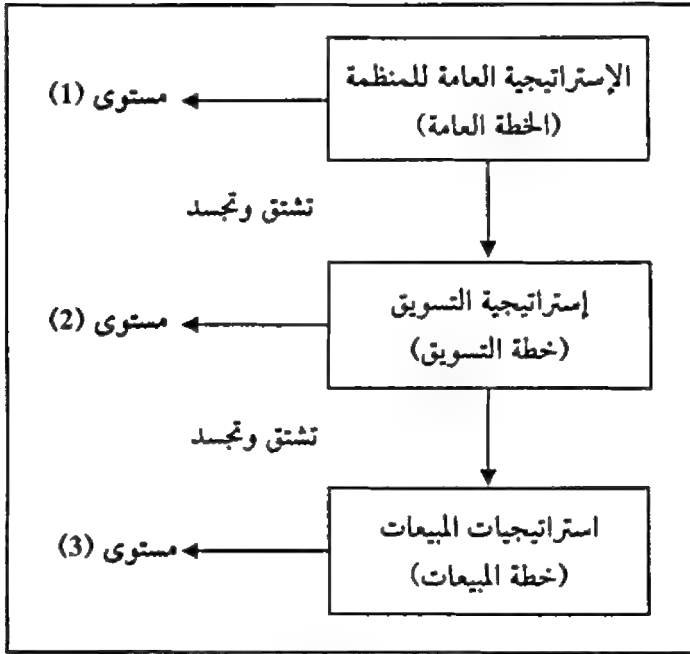 الإستراتيجية العامة للمنظمة
(الخطة العامة)
مستوى (1)
تشتق وتجسد
إستراتيجية التسويق
(خطة التسويق)
مستوى (2)
تشتق وتجسد
استراتيجيات المبيعات
(خطة المبيعات)
مستوى (3)